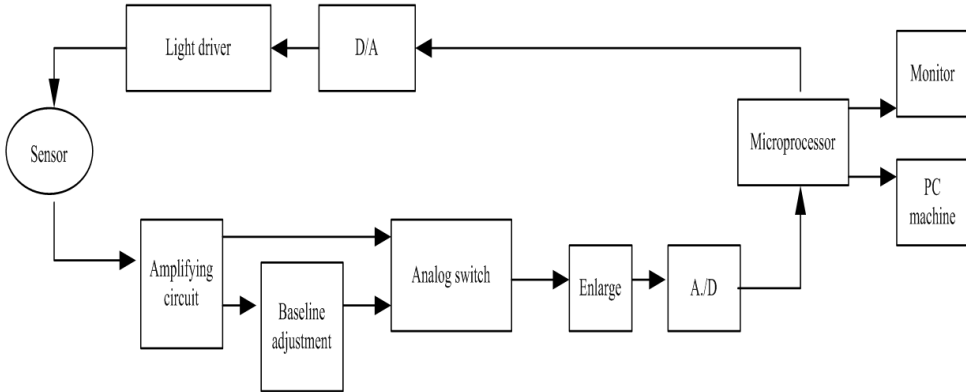 Light driver
D/A
Monitor
Sensor
Microprocessor
PC
machine
Amplifying
circuit
Baseline
adjustment
Analog switch
Enlarge
A./D